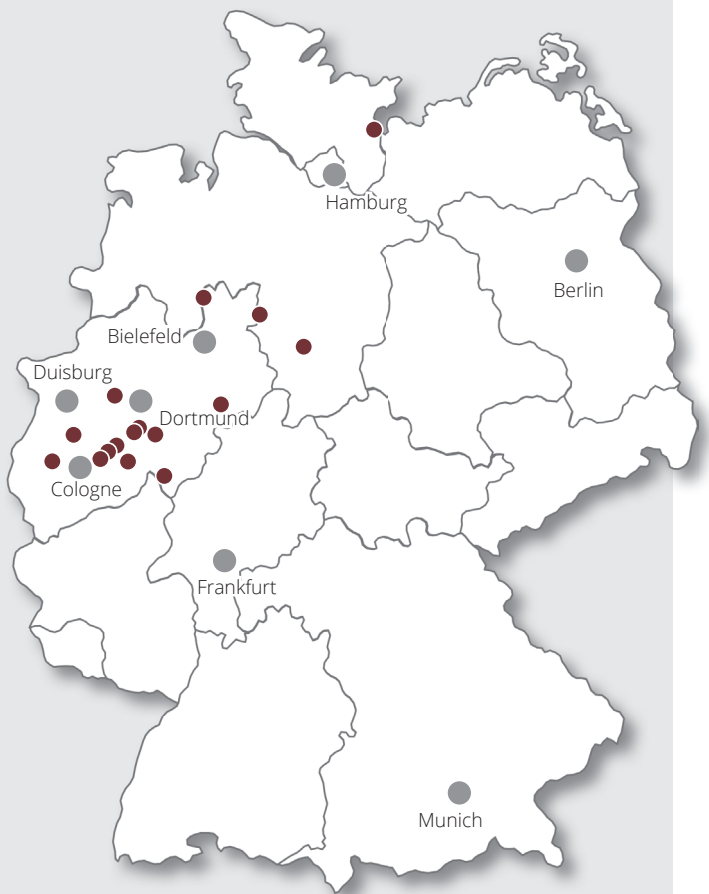 Hamburg
Berlin
Bielefeld
Duisburg
Dortmund
Cologne
Frankfurt
Munich